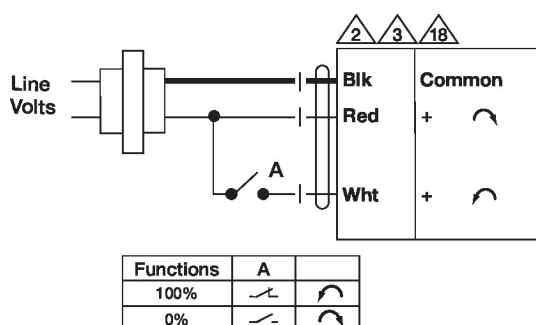 2 3 18
Line
Volts
Blk Common
Red +
A
Wht +
Functions A
100%
0%